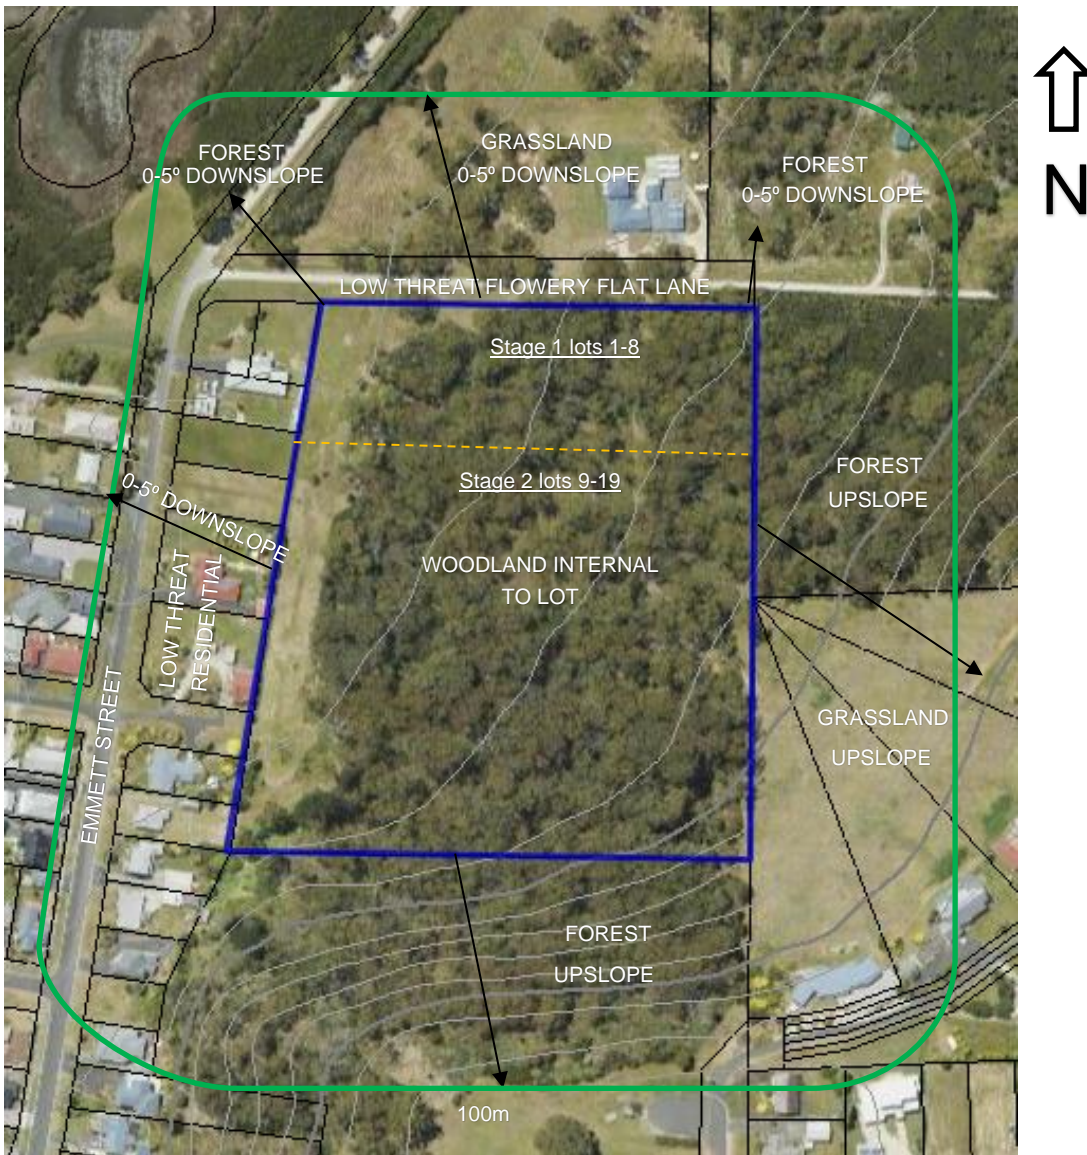 FOREST
0-5º DOWNSLOPE
GRASSLAND
0-5º DOWNSLOPE
FOREST
0-5º DOWNSLOPE
N
LOW THREAT FLOWERY FLAT LANE
Stage 1 lots 1-8
FOREST
UPSLOPE
Stage 2 lots 9-19
0-5º DOWNSLOPE
WOODLAND INTERNAL
TO LOT
LOW THREAT
RESIDENTIAL
EMMETT STREET
GRASSLAND
UPSLOPE
FOREST
UPSLOPE
100m